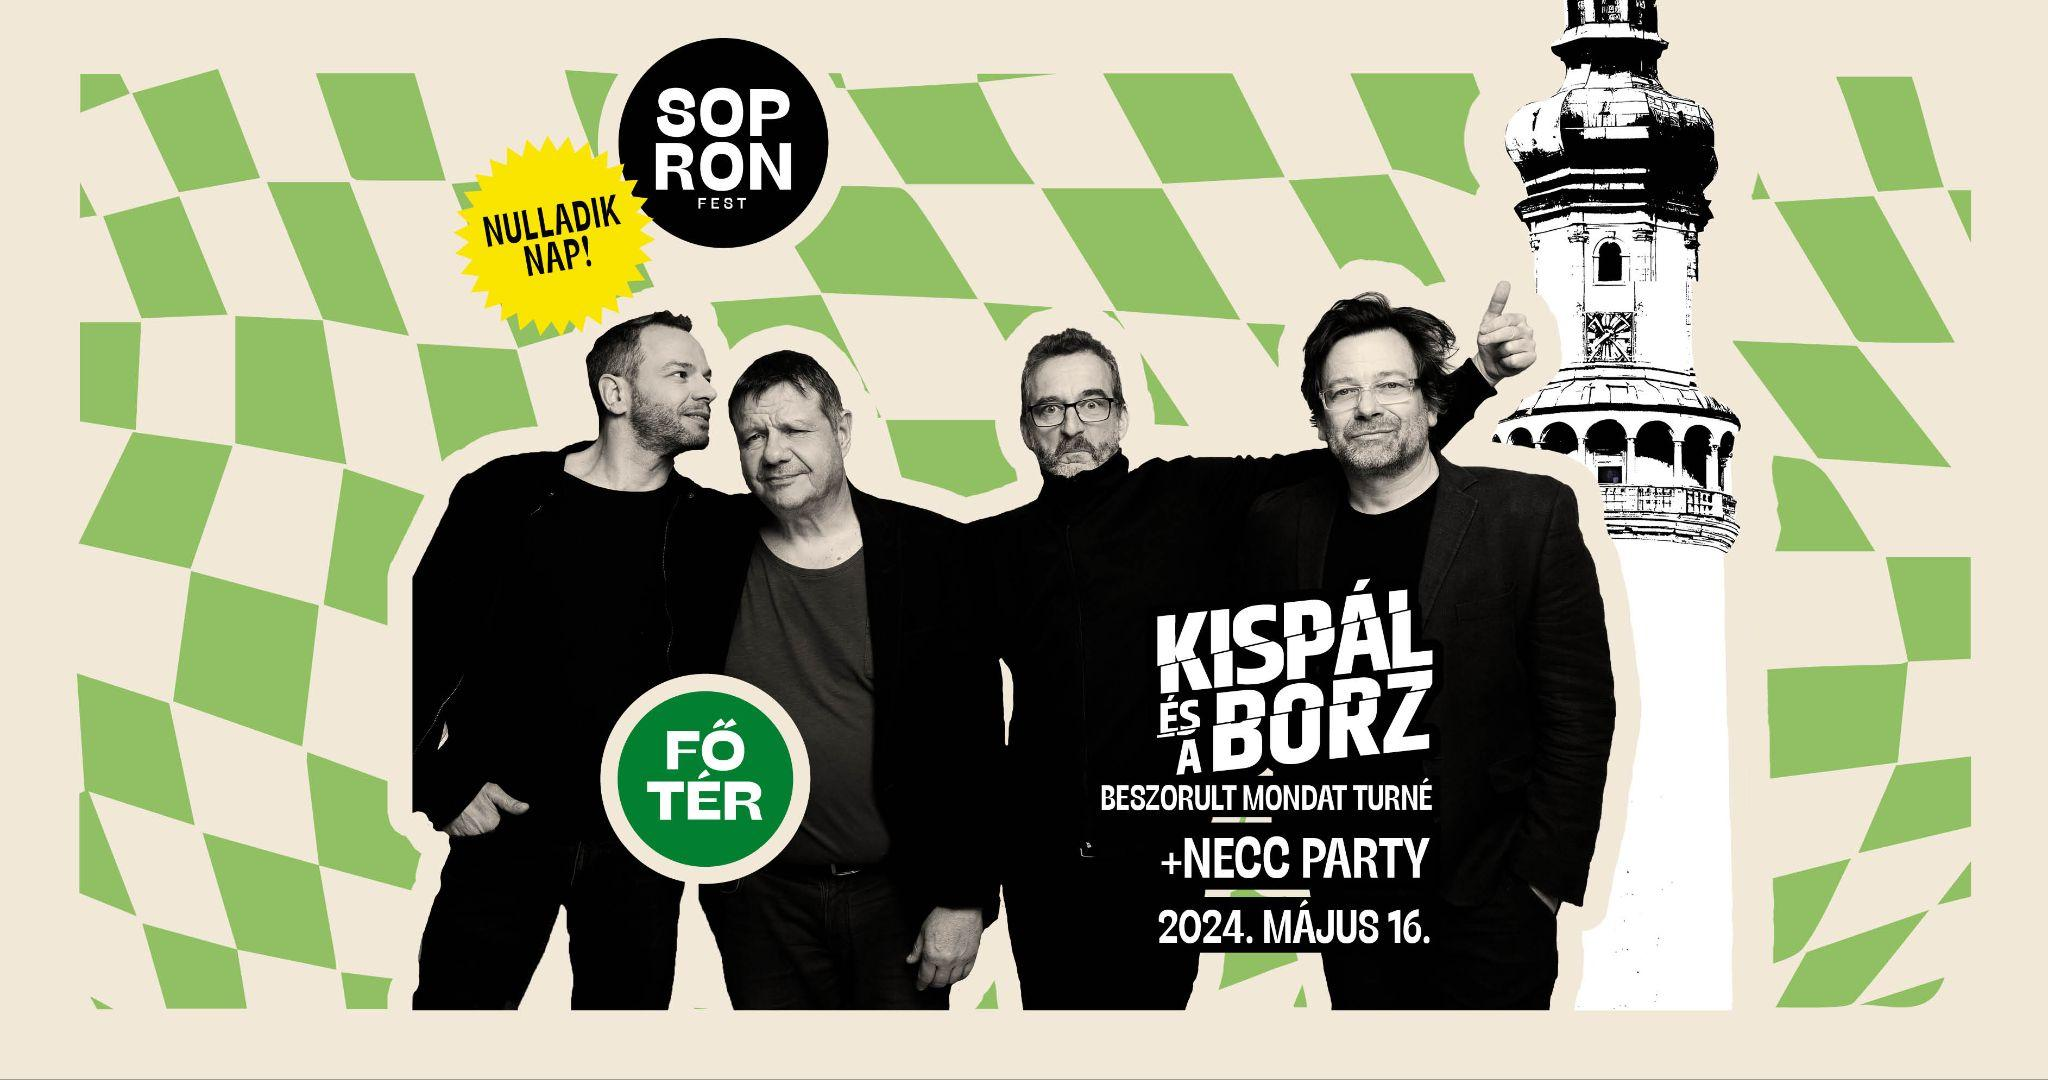 SOP
RON
FEST
NULLADIK
NAP!
FŐ
TÉR
KISPÁL
ÉS A BORZ
BESZORULT MONDAT TURNÉ
+NECC PARTY
2024. MÁJUS 16.